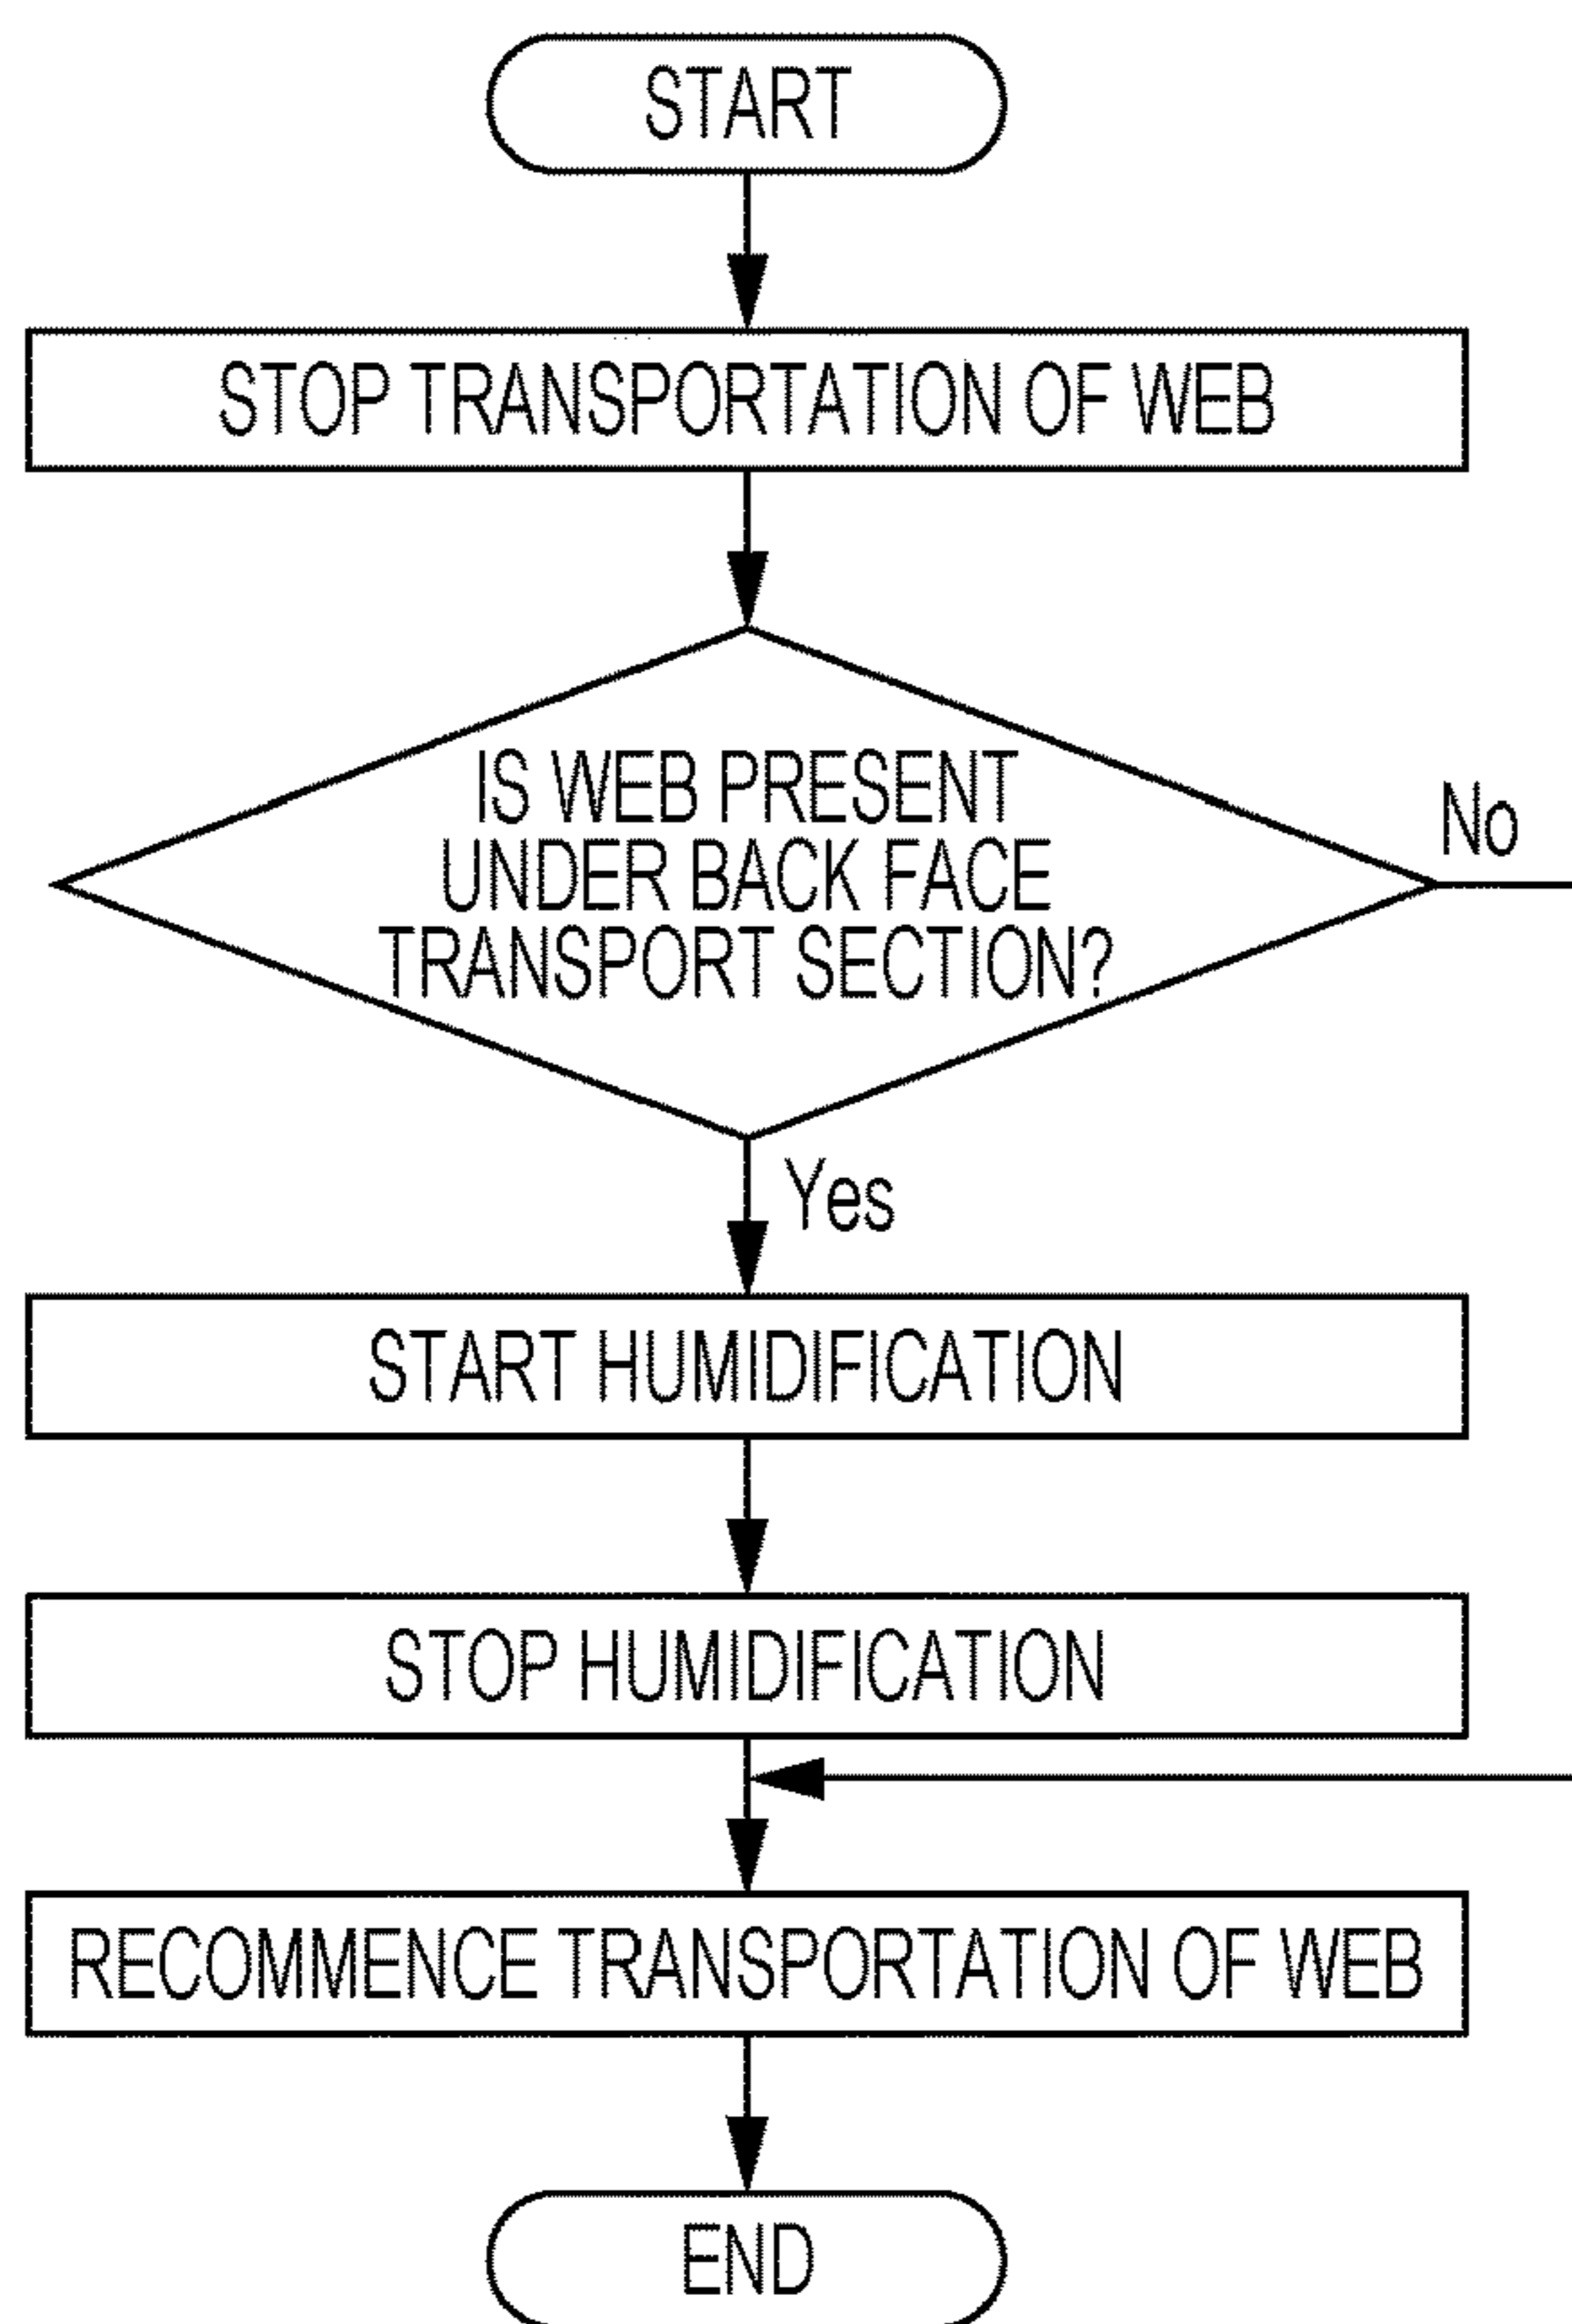 START
STOP TRANSPORTATION OF WEB
IS WEB PRESENT
UNDER BACK FACE
TRANSPORT SECTION?
No
Yes
START HUMIDIFICATION
STOP HUMIDIFICATION
RECOMMENCE TRANSPORTATION OF WEB
END